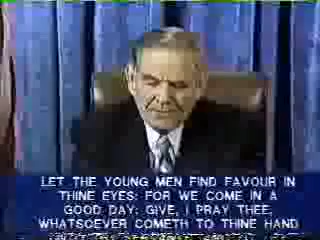 LET THE YOUNG MEN FIND FAVOUR IN
THINE EYES: FOR WE COME IN A
GOOD DAY: GIVE, I PRAY THEE,
WHATSOEVER COMETH TO THINE HAND